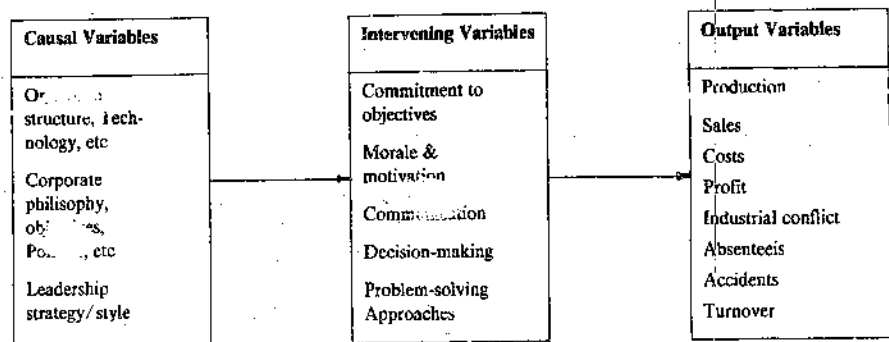 Causal Variables
structure, Tech-
nology, etc
Corporate
philisophy,
etc
Leadership
strategy/style
Intervening Variables
Commitment to
objectives
Morale &
motivation
Decision-making
Problem-solving
Approaches
Output Variables
Production
Sales
Costs
Profit
Industrial conflict
Absenteeis
Accidents
Turnover